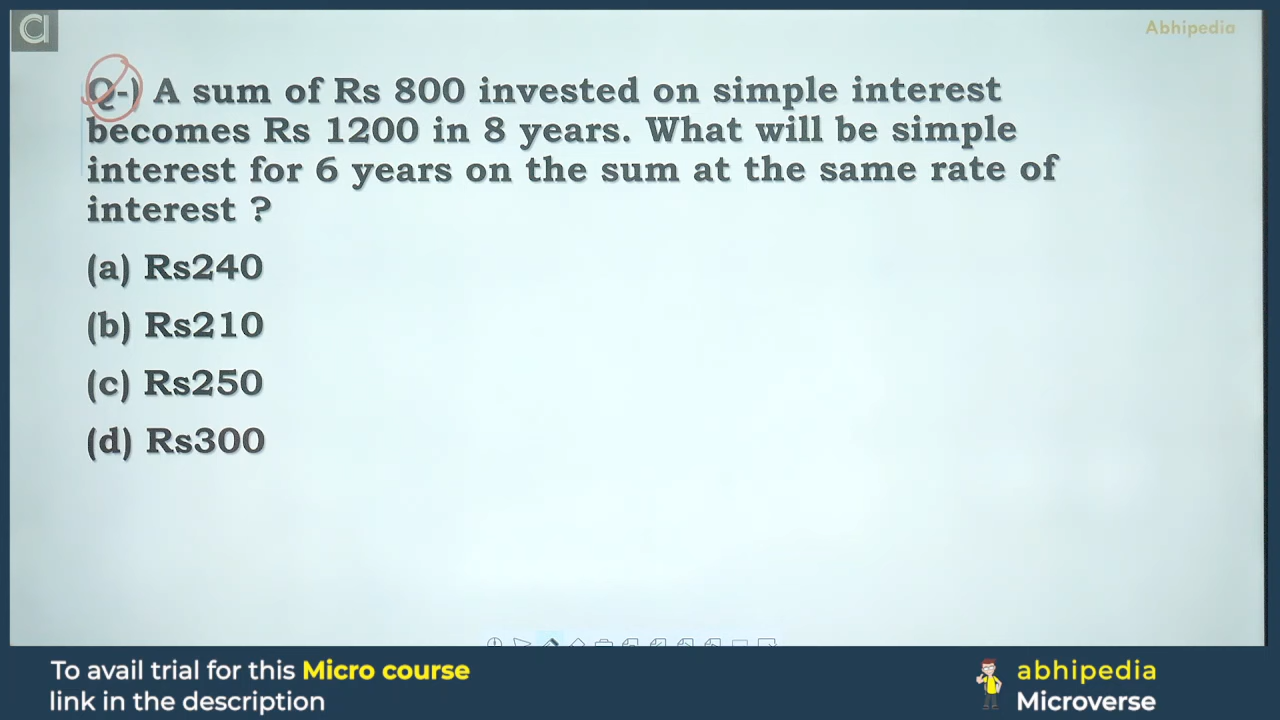 Abhipedia
Q-) A sum of Rs 800 invested on simple interest
becomes Rs 1200 in 8 years. What will be simple
interest for 6 years on the sum at the same rate of
interest ?
(a) Rs240
(b) Rs210
(c) Rs250
(d) Rs300
To avail trial for this Micro course
link in the description
abhipedia
Microverse